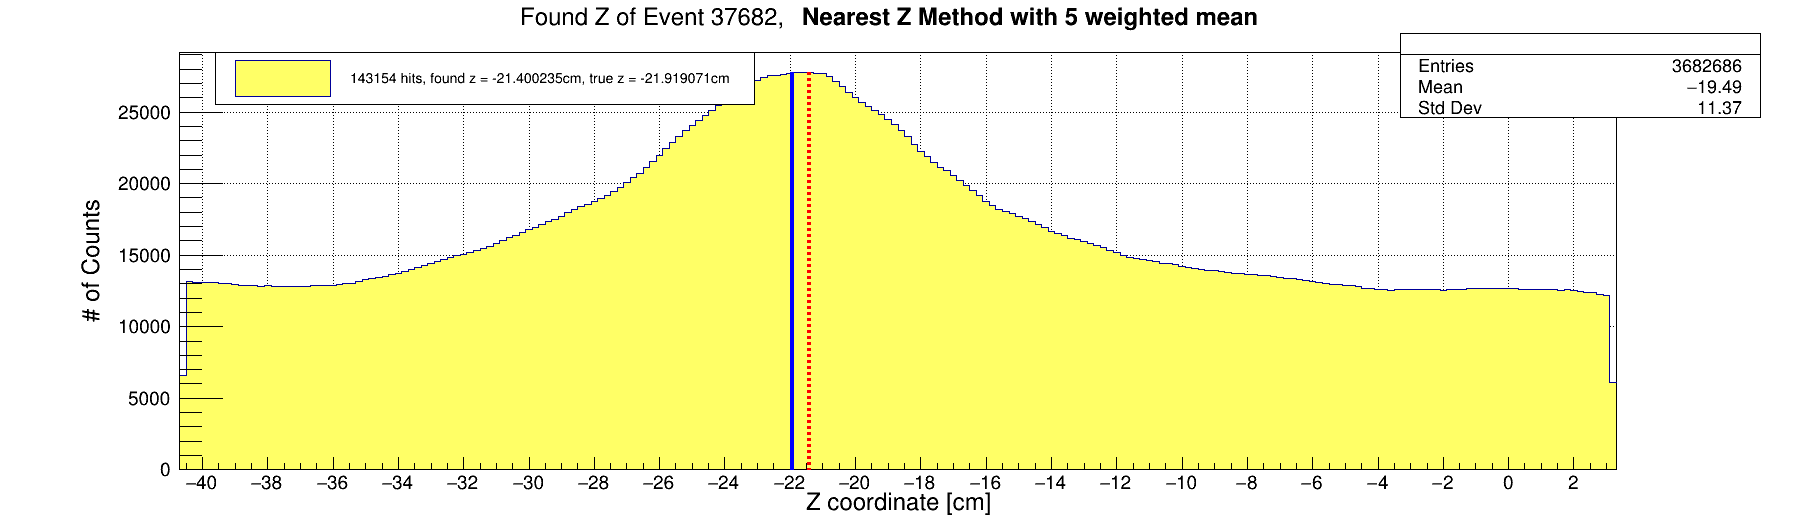 Found Z of Event 37682, Nearest Z Method with 5 weighted mean
143154 hits, found z = -21.400235cm, true z = -21.919071cm
Entries 3682686
Mean −19.49
Std Dev 11.37
# of Counts
25000
20000
15000
10000
5000
0
−40 −38 −36 −34 −32 −30 −28 −26 −24 −22 −20 −18 −16 −14 −12 −10 −8 −6 −4 −2 0 2
Z coordinate [cm]